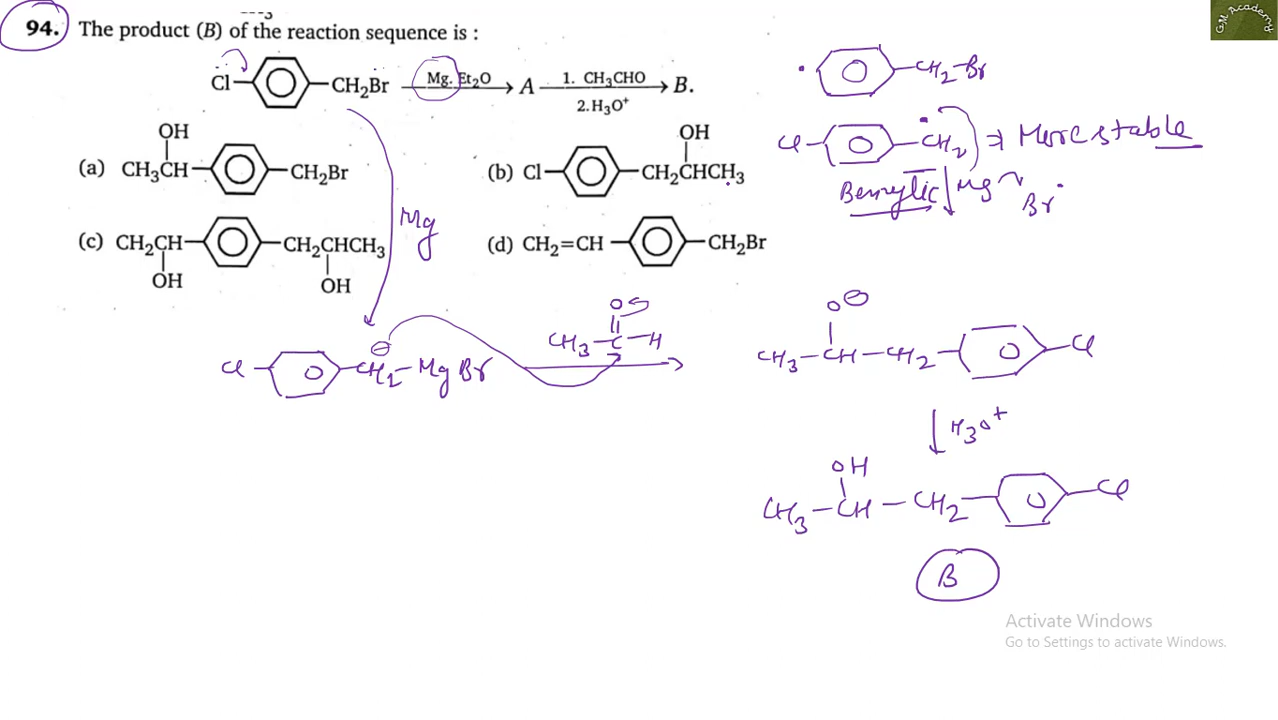 GM Academy
94. The product (B) of the reaction sequence is :
Cl CH₂Br Mg. Et₂O A 1. CH₃CHO 2.H₃O⁺ B.
(a) CH₃CH OH CH₂Br
(b) Cl CH₂CHCH₃ OH
(c) CH₂CH OH CH₂CHCH₃ OH
(d) CH₂=CH CH₂Br
CH₂-Br
Cl CH₂ ⇒ More stable
Benzylic Mg Br
Mg
Cl CH₂-MgBr
O
CH₃-C-H
O⊖
CH₃-CH-CH₂ Cl
H₃O⁺
OH
CH₃-CH-CH₂ Cl
B
Activate Windows
Go to Settings to activate Windows.